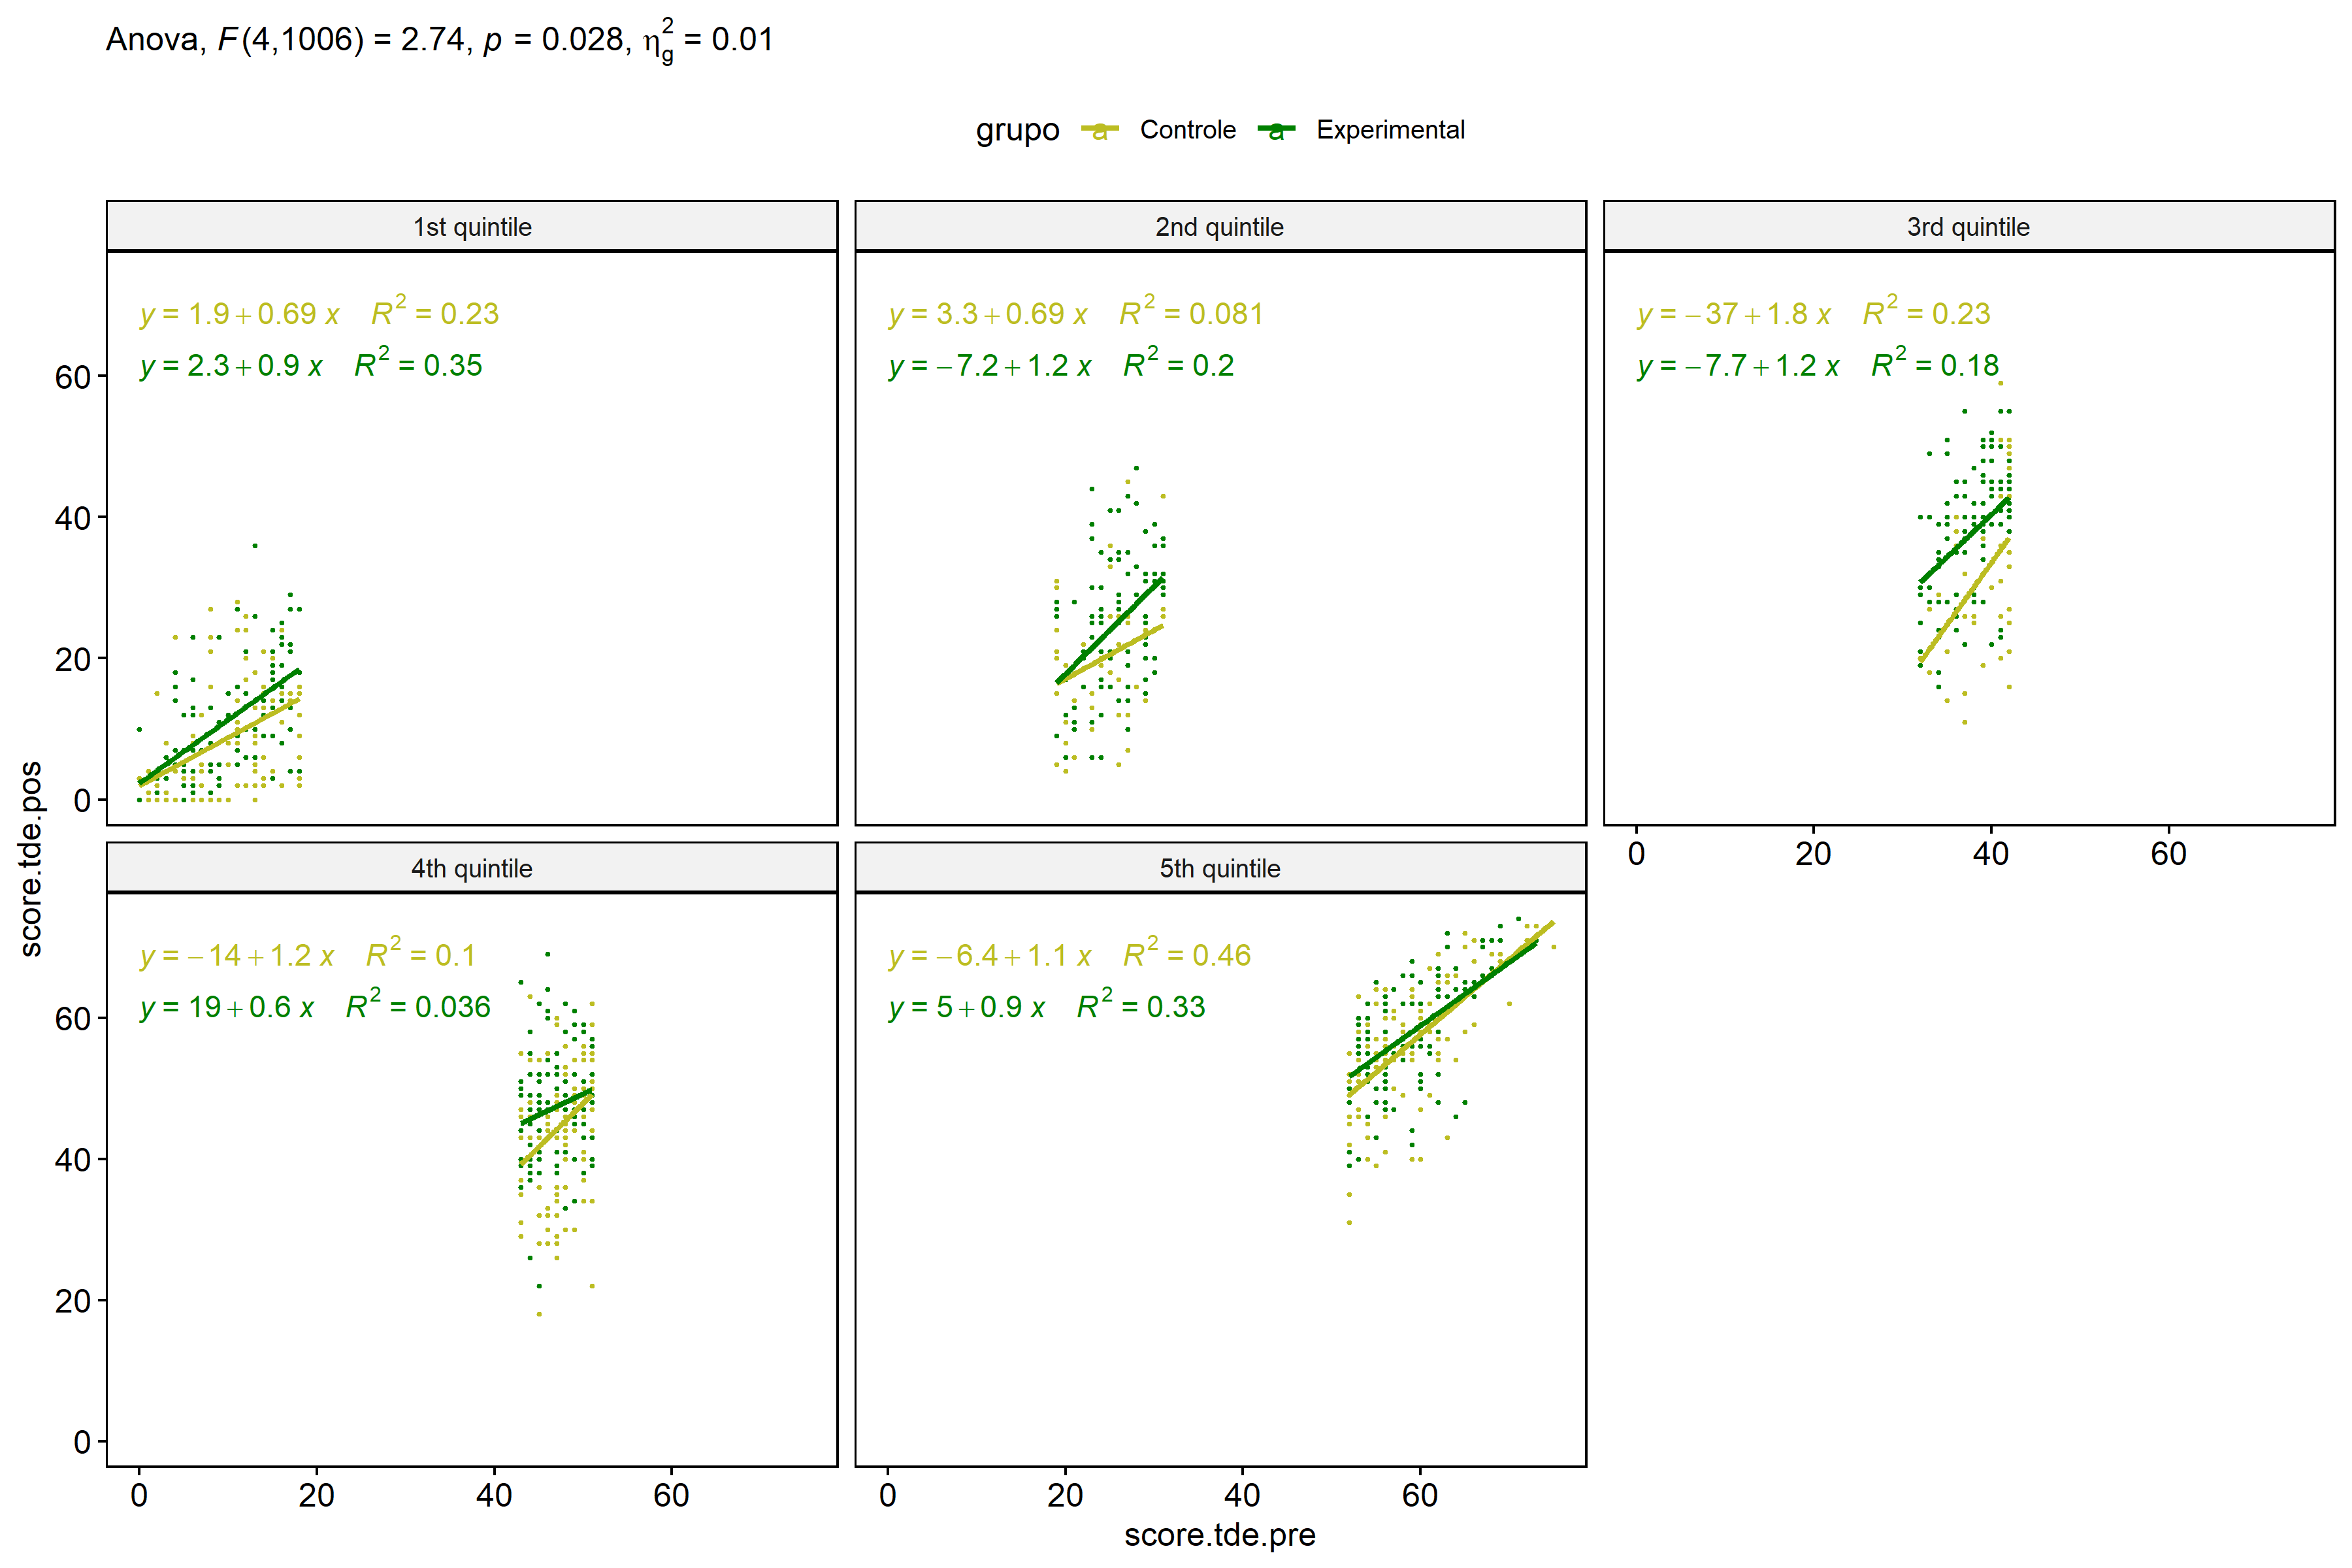 Anova, F(4,1006) = 2.74, p = 0.028, η²g = 0.01
grupo a Controle a Experimental
1st quintile
2nd quintile
3rd quintile
y = 1.9 + 0.69 x R² = 0.23
y = 2.3 + 0.9 x R² = 0.35
y = 3.3 + 0.69 x R² = 0.081
y = −7.2 + 1.2 x R² = 0.2
y = −37 + 1.8 x R² = 0.23
y = −7.7 + 1.2 x R² = 0.18
60
40
20
0
0 20 40 60
4th quintile
5th quintile
y = −14 + 1.2 x R² = 0.1
y = 19 + 0.6 x R² = 0.036
y = −6.4 + 1.1 x R² = 0.46
y = 5 + 0.9 x R² = 0.33
60
40
20
0
0 20 40 60
0 20 40 60
score.tde.pos
score.tde.pre